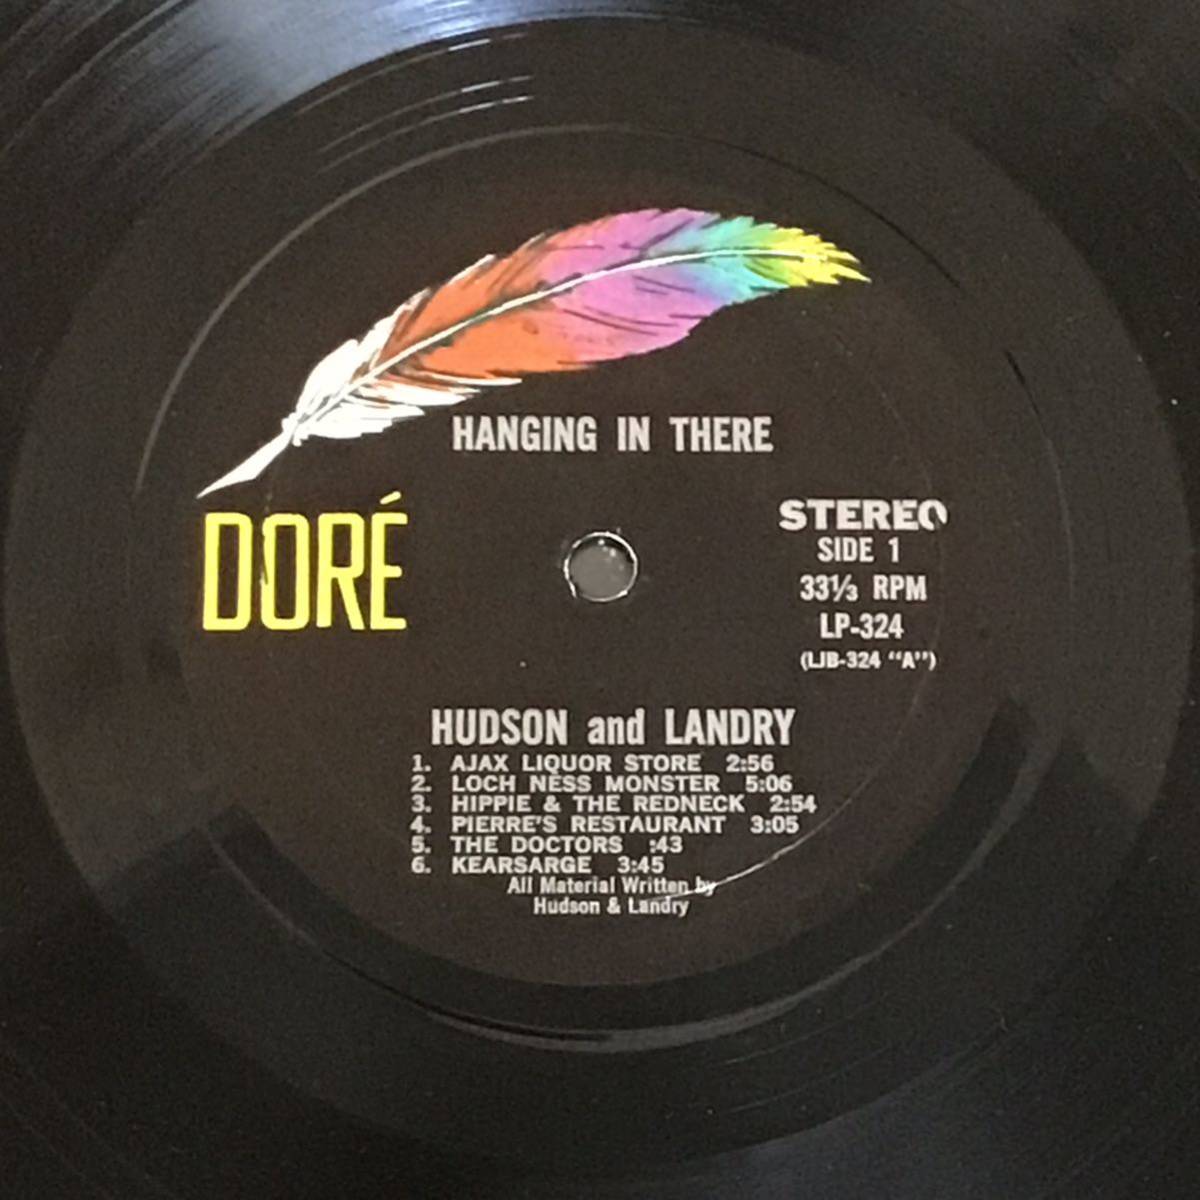 HANGING IN THERE
DORÉ
STEREO
SIDE 1
33⅓ RPM
LP-324
(LJB-324 "A")
HUDSON and LANDRY
1. AJAX LIQUOR STORE 2:56
2. LOCH NESS MONSTER 5:06
3. HIPPIE & THE REDNECK 2:54
4. PIERRE'S RESTAURANT 3:05
5. THE DOCTORS :43
6. KEARSARGE 3:45
All Material Written by
Hudson & Landry